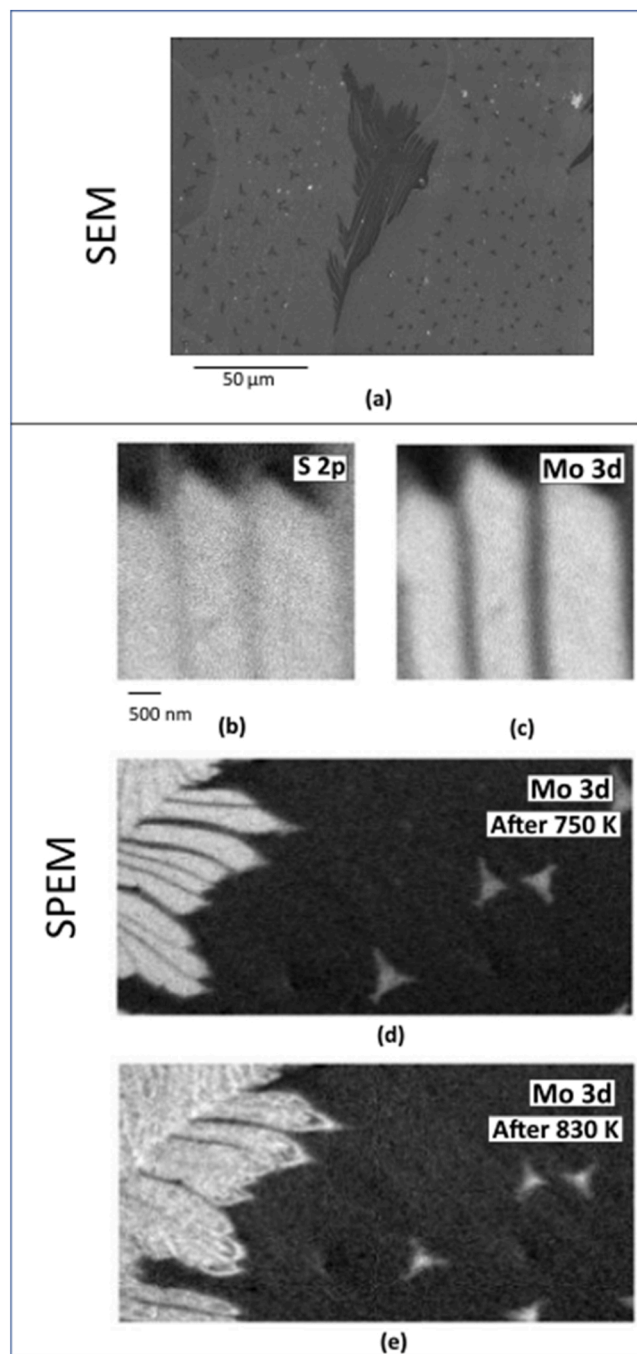 SEM
50 µm
(a)
S 2p
Mo 3d
500 nm
(b)
(c)
SPEM
Mo 3d
After 750 K
(d)
Mo 3d
After 830 K
(e)